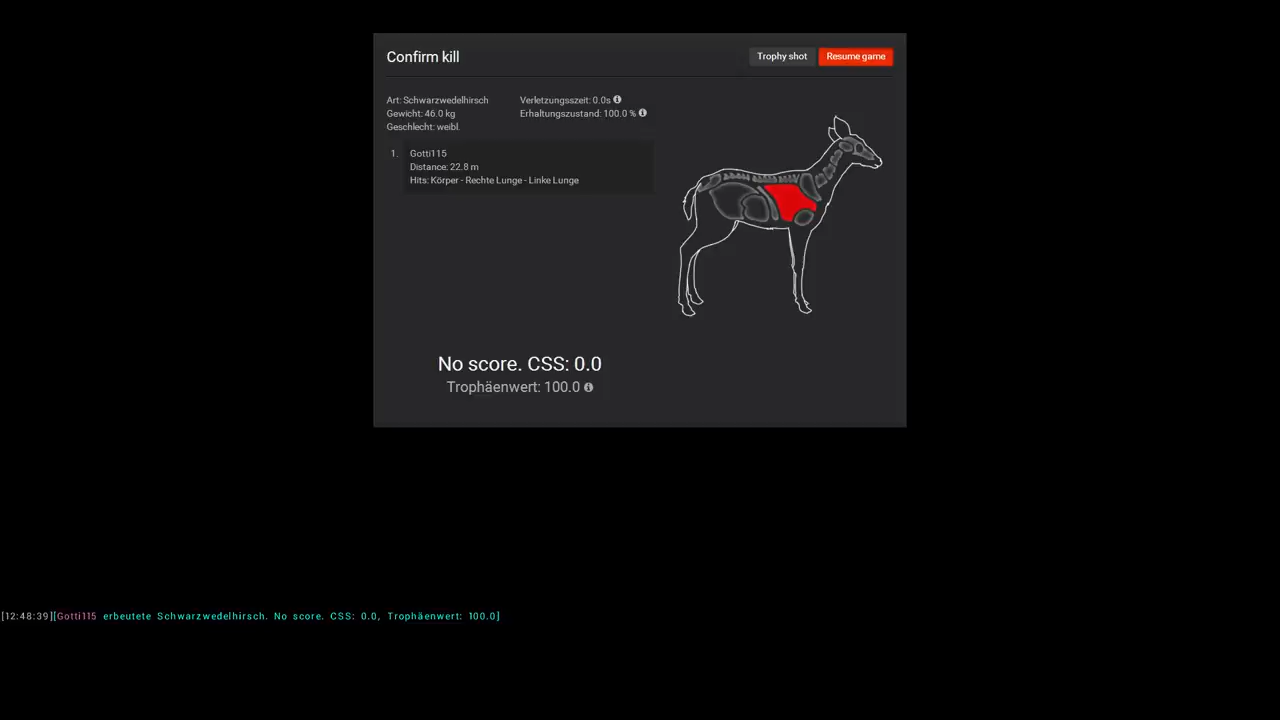 Confirm kill
Trophy shot
Resume game
Art: Schwarzwedelhirsch
Gewicht: 46.0 kg
Geschlecht: weibl.
Verletzungsszeit: 0.0s
Erhaltungszustand: 100.0 %
1. Gotti115
Distance: 22.8 m
Hits: Körper - Rechte Lunge - Linke Lunge
No score. CSS: 0.0
Trophäenwert: 100.0
[12:48:39][Gotti115 erbeutete Schwarzwedelhirsch. No score. CSS: 0.0, Trophäenwert: 100.0]